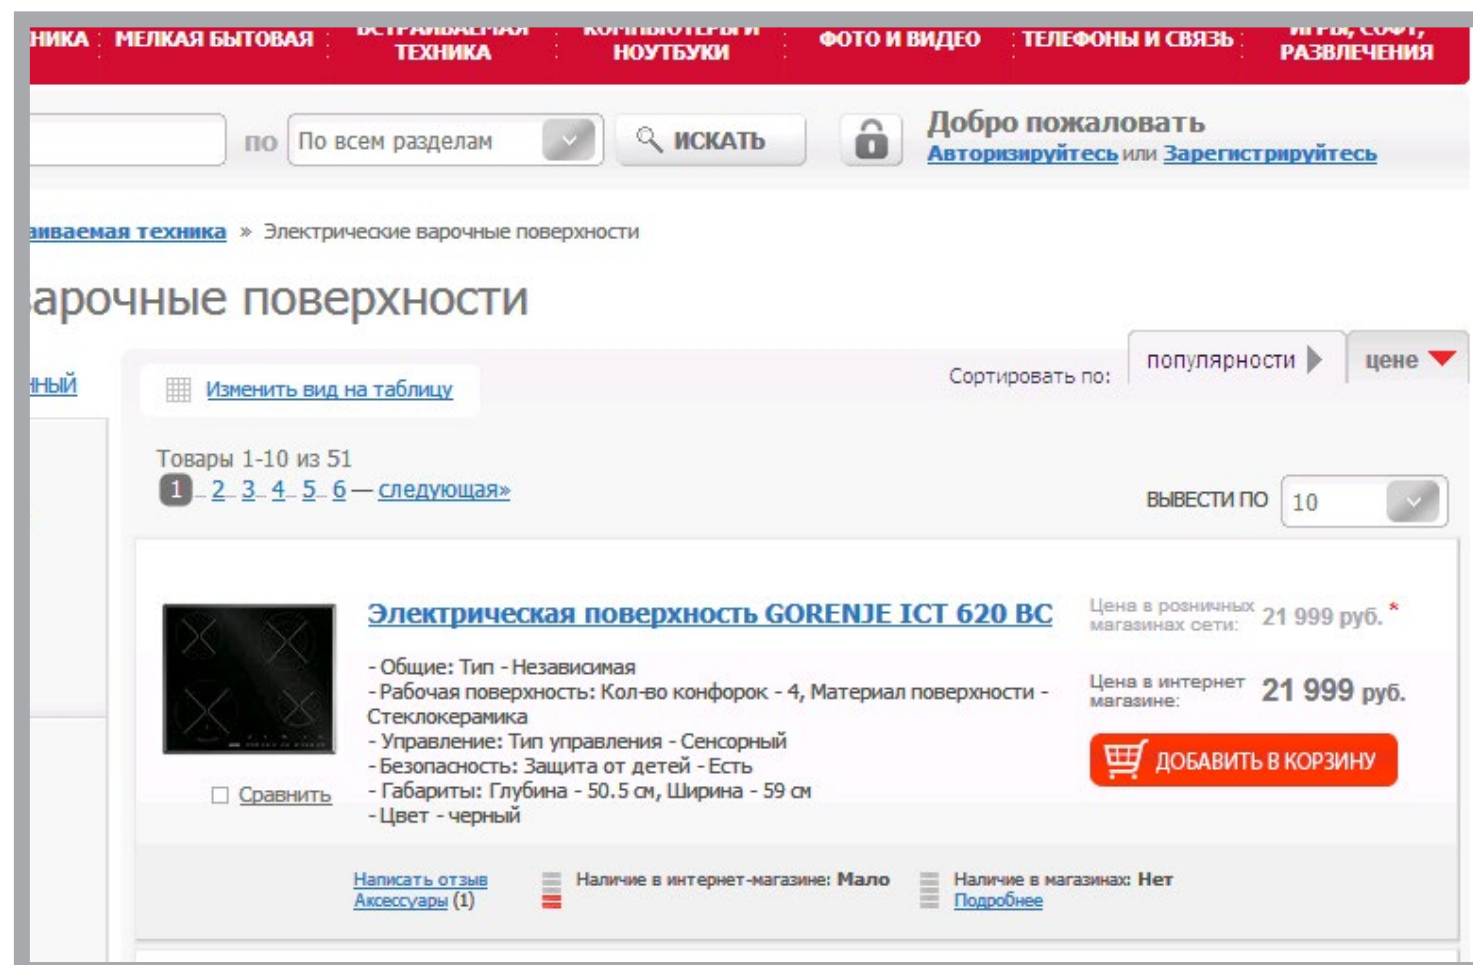 НИКА МЕЛКАЯ БЫТОВАЯ ВСТРАИВАЕМАЯ ТЕХНИКА КОМПЬЮТЕРЫ И НОУТБУКИ ФОТО И ВИДЕО ТЕЛЕФОНЫ И СВЯЗЬ ИГРЫ, СОФТ, РАЗВЛЕЧЕНИЯ
по По всем разделам ИСКАТЬ
Добро пожаловать
Авторизируйтесь или Зарегистрируйтесь
аиваемая техника » Электрические варочные поверхности
варочные поверхности
нный
Изменить вид на таблицу
Сортировать по: популярности цене
Товары 1-10 из 51
1 2 3 4 5 6 — следующая»
ВЫВЕСТИ ПО 10
Электрическая поверхность GORENJE ICT 620 BC
- Общие: Тип - Независимая
- Рабочая поверхность: Кол-во конфорок - 4, Материал поверхности -
Стеклокерамика
- Управление: Тип управления - Сенсорный
- Безопасность: Защита от детей - Есть
- Габариты: Глубина - 50.5 см, Ширина - 59 см
- Цвет - черный
Цена в розничных
магазинах сети: 21 999 руб. *
Цена в интернет
магазине: 21 999 руб.
ДОБАВИТЬ В КОРЗИНУ
Сравнить
Написать отзыв
Аксессуары (1)
Наличие в интернет-магазине: Мало
Наличие в магазинах: Нет
Подробнее